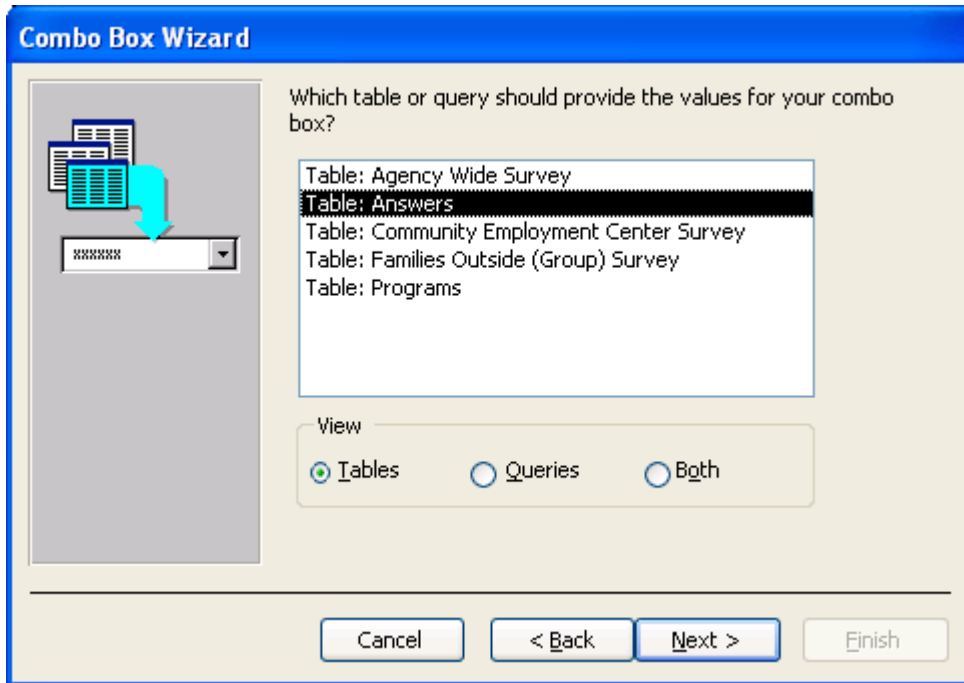 Combo Box Wizard
Which table or query should provide the values for your combo
box?
xxxxxx
Table: Agency Wide Survey
Table: Answers
Table: Community Employment Center Survey
Table: Families Outside (Group) Survey
Table: Programs
View
Tables Queries Both
Cancel < Back Next > Finish